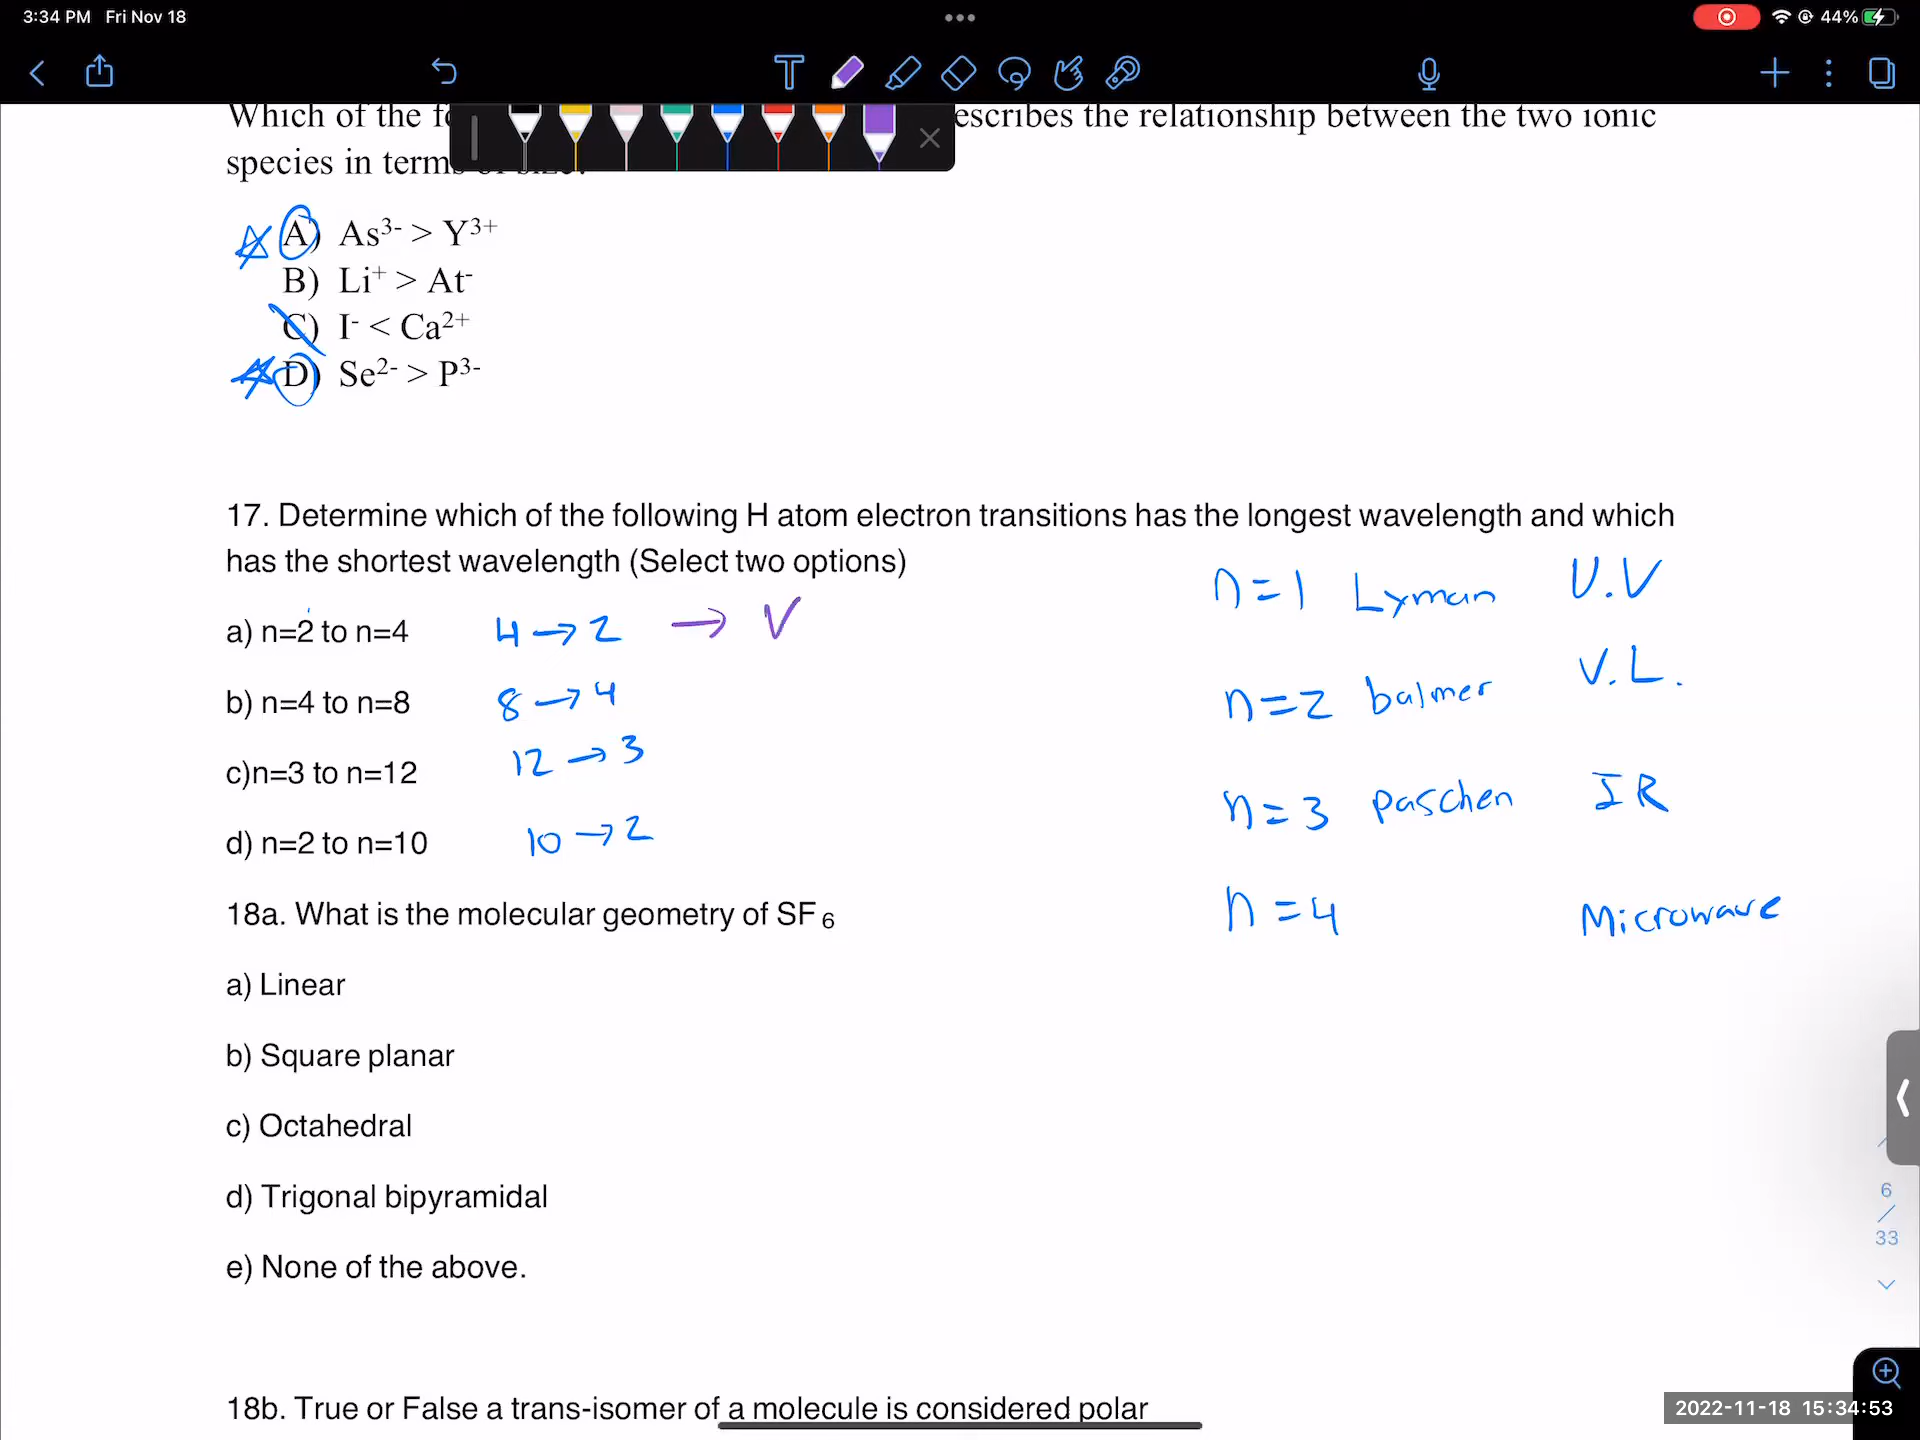 3:34 PM Fri Nov 18
44%
Which of the f escribes the relationship between the two ionic
species in term
A) As³⁻ > Y³⁺
B) Li⁺ > At⁻
C) I⁻ < Ca²⁺
D) Se²⁻ > P³⁻
17. Determine which of the following H atom electron transitions has the longest wavelength and which
has the shortest wavelength (Select two options)
n=1 Lyman U.V
a) n=2 to n=4 4 → 2 → V
n=2 balmer V.L.
b) n=4 to n=8 8 → 4
c)n=3 to n=12 12 → 3
n=3 paschen IR
d) n=2 to n=10 10 → 2
18a. What is the molecular geometry of SF₆
n=4 Microwave
a) Linear
b) Square planar
c) Octahedral
d) Trigonal bipyramidal
6
/
33
e) None of the above.
18b. True or False a trans-isomer of a molecule is considered polar
2022-11-18 15:34:53